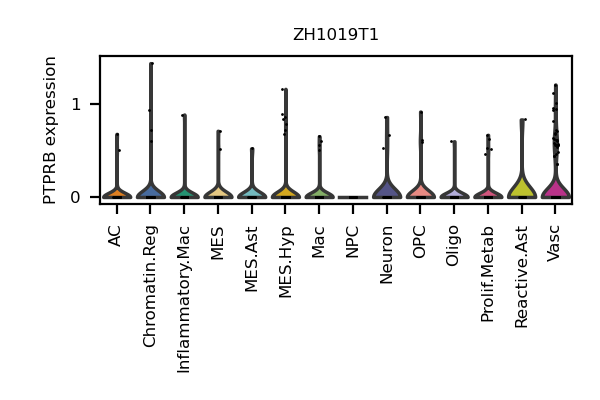 ZH1019T1
PTPRB expression
1
0
AC
Chromatin.Reg
Inflammatory.Mac
MES
MES.Ast
MES.Hyp
Mac
NPC
Neuron
OPC
Oligo
Prolif.Metab
Reactive.Ast
Vasc